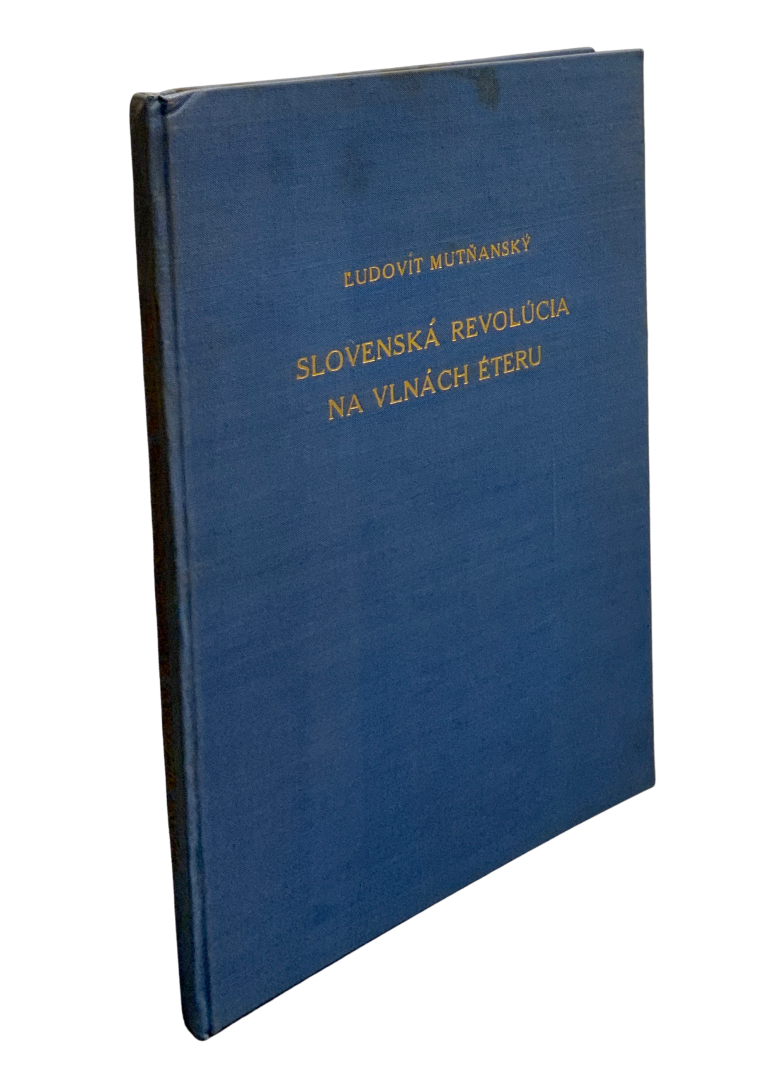 ĽUDOVÍT MUTŇANSKÝ
SLOVENSKÁ REVOLÚCIA
NA VLNÁCH ÉTERU